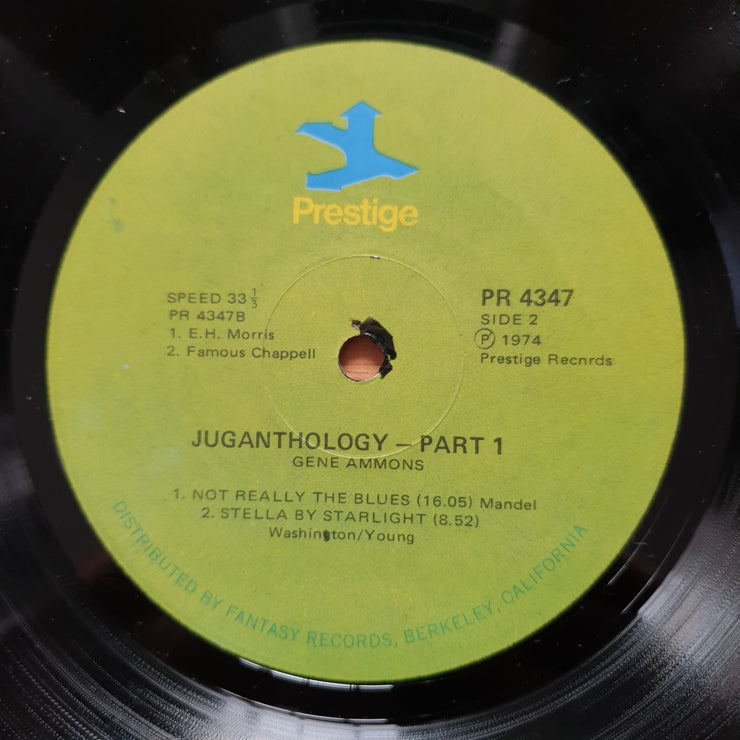 Prestige
SPEED 33 1/3
PR 4347B
1. E.H. Morris
2. Famous Chappell
PR 4347
SIDE 2
Ⓟ 1974
Prestige Recnrds
JUGANTHOLOGY – PART 1
GENE AMMONS
1. NOT REALLY THE BLUES (16.05) Mandel
2. STELLA BY STARLIGHT (8.52)
Washington/Young
DISTRIBUTED BY FANTASY RECORDS, BERKELEY, CALIFORNIA